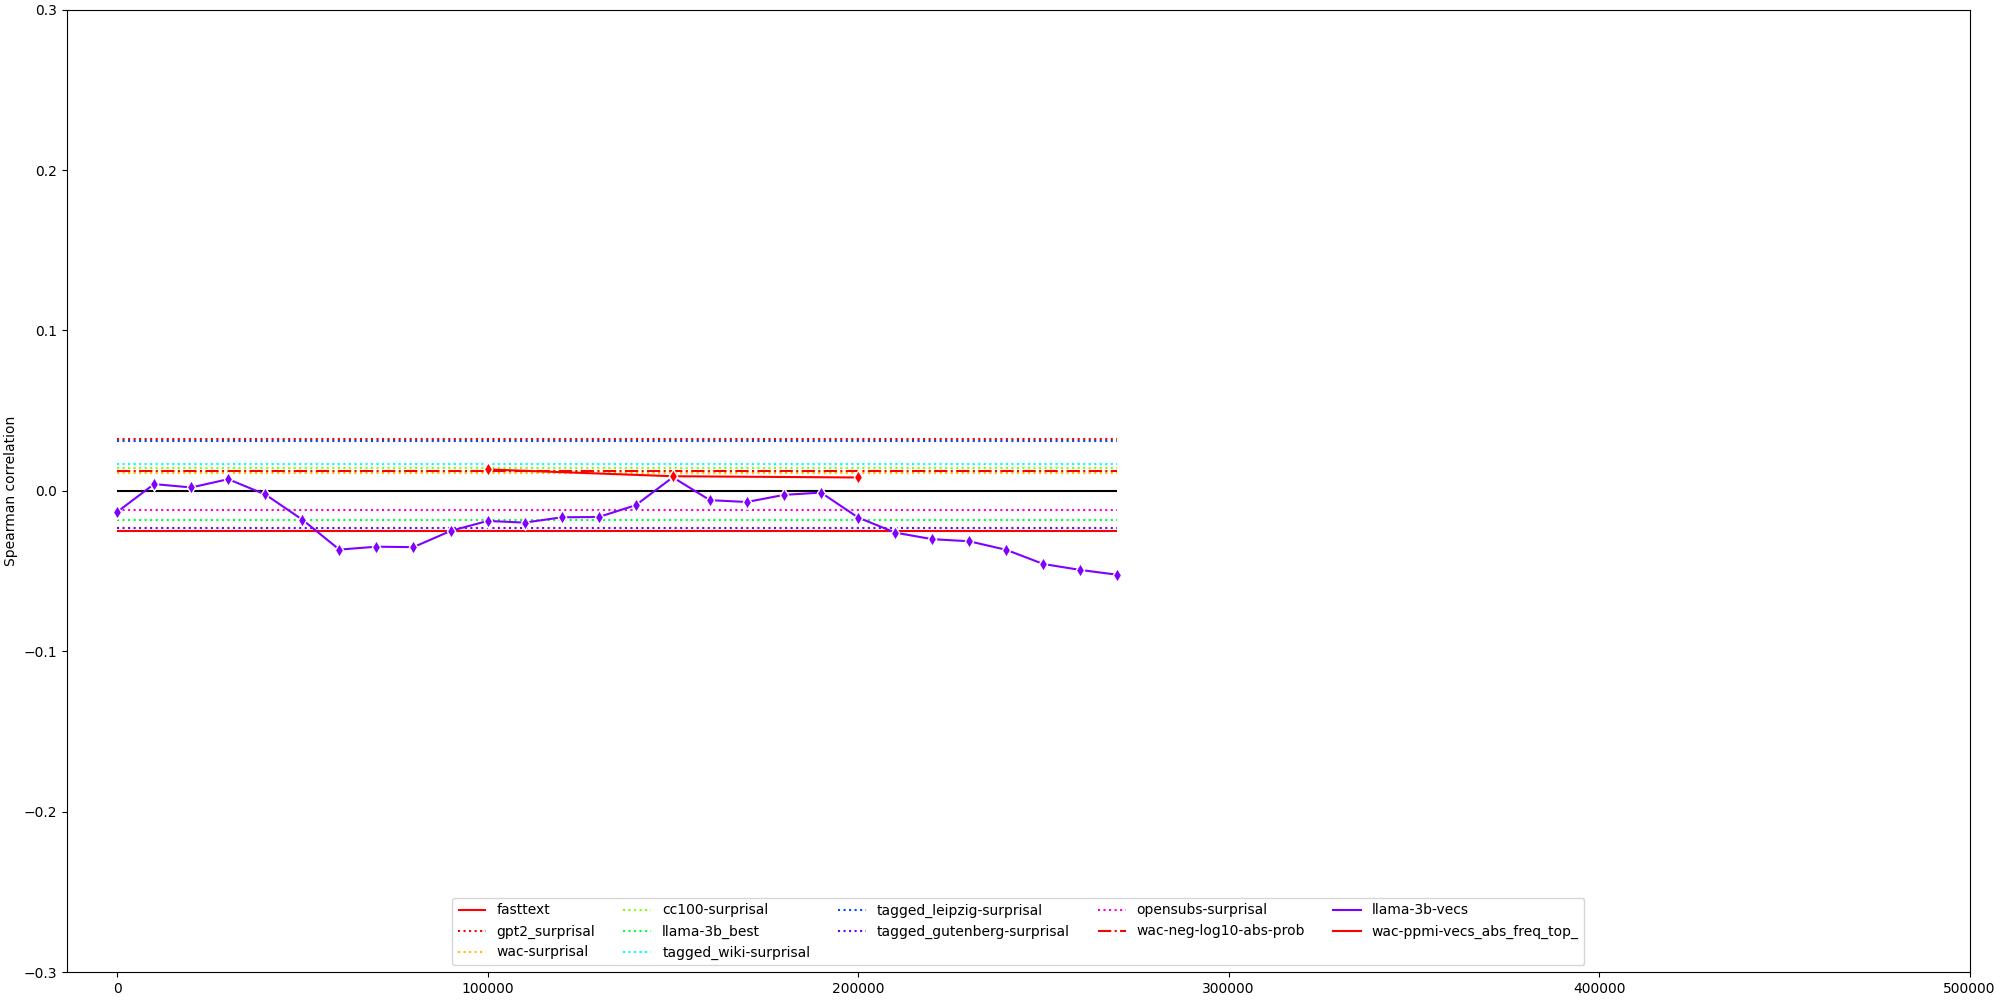 0.3
0.2
0.1
0.0
−0.1
−0.2
−0.3
Spearman correlation
fasttext
gpt2_surprisal
wac-surprisal
cc100-surprisal
llama-3b_best
tagged_wiki-surprisal
tagged_leipzig-surprisal
tagged_gutenberg-surprisal
opensubs-surprisal
wac-neg-log10-abs-prob
llama-3b-vecs
wac-ppmi-vecs_abs_freq_top_
0 100000 200000 300000 400000 500000